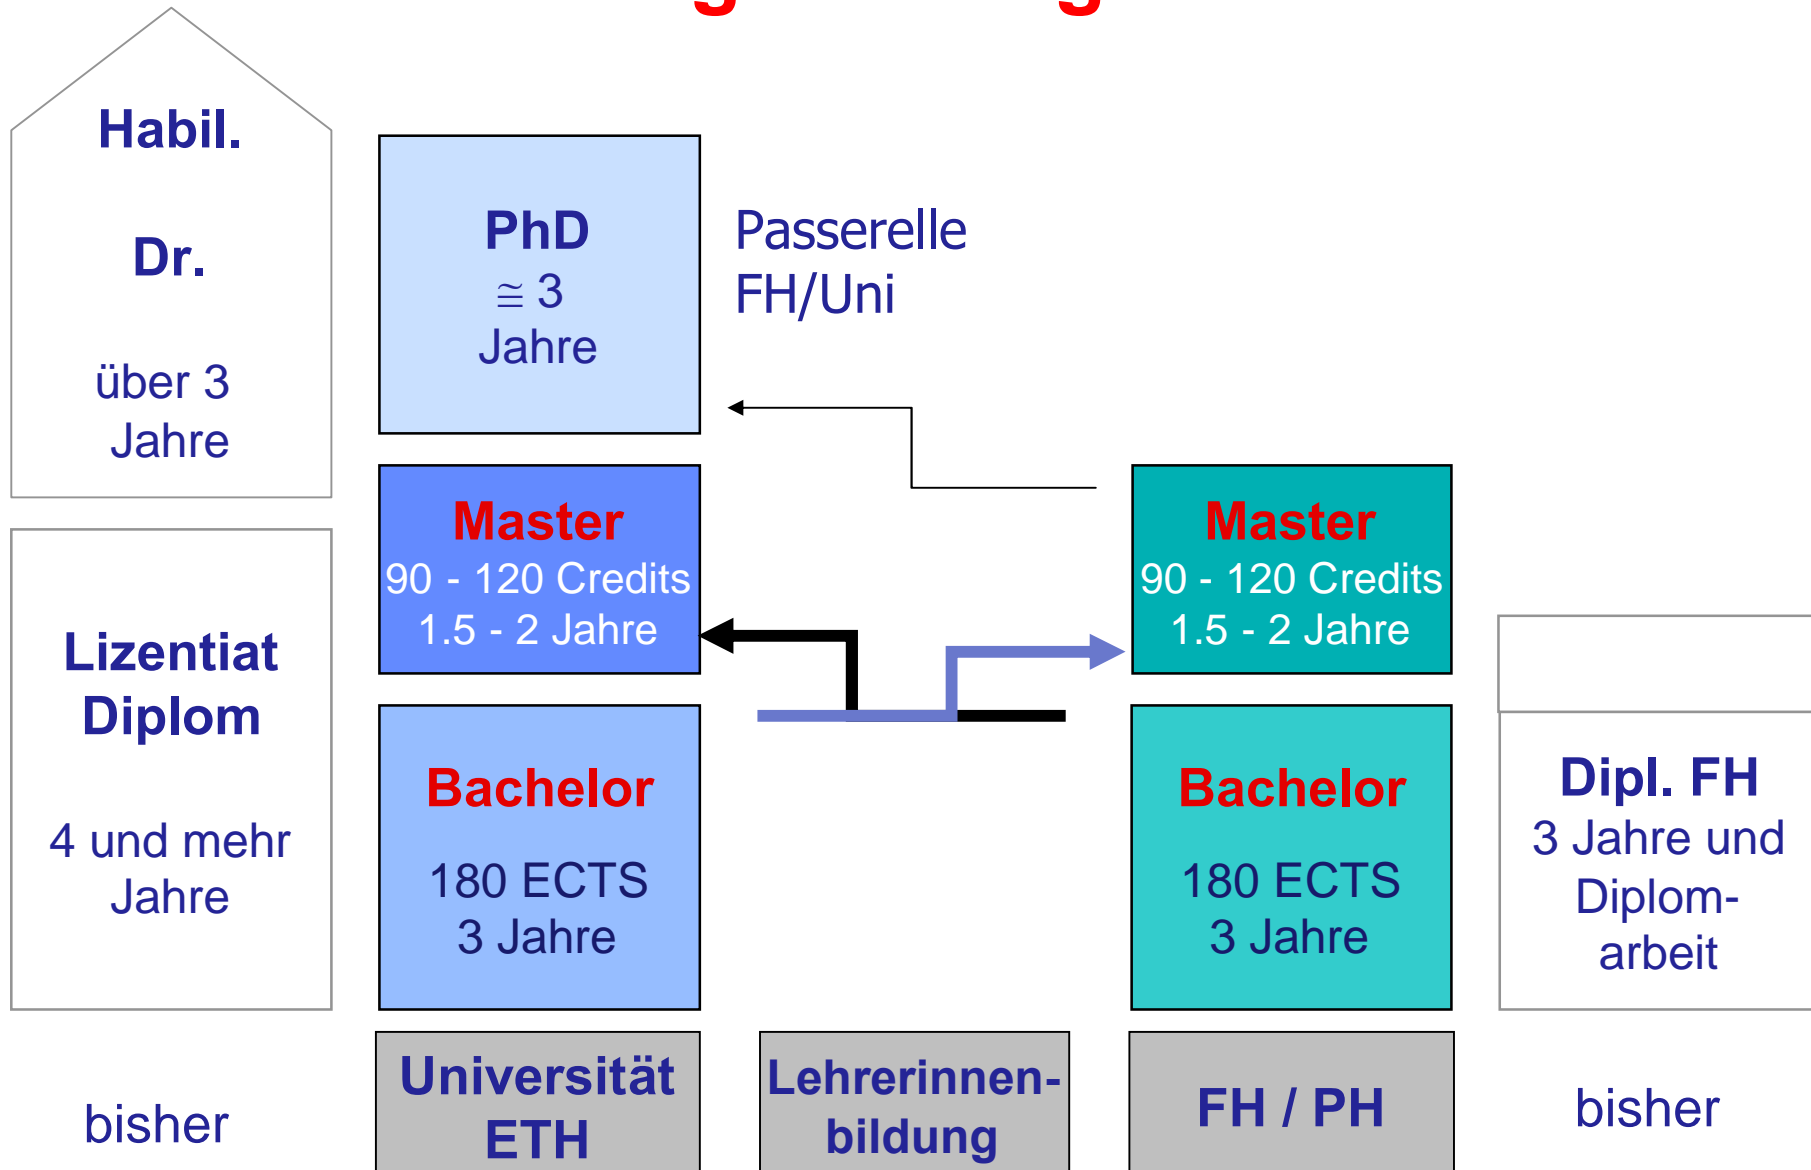 Habil.
Dr.
über 3
Jahre
Lizentiat
Diplom
4 und mehr
Jahre
bisher
PhD
≅ 3
Jahre
Master
90 - 120 Credits
1.5 - 2 Jahre
Bachelor
180 ECTS
3 Jahre
Universität
ETH
Passerelle
FH/Uni
Lehrerinnen-
bildung
Master
90 - 120 Credits
1.5 - 2 Jahre
Bachelor
180 ECTS
3 Jahre
FH / PH
Dipl. FH
3 Jahre und
Diplom-
arbeit
bisher